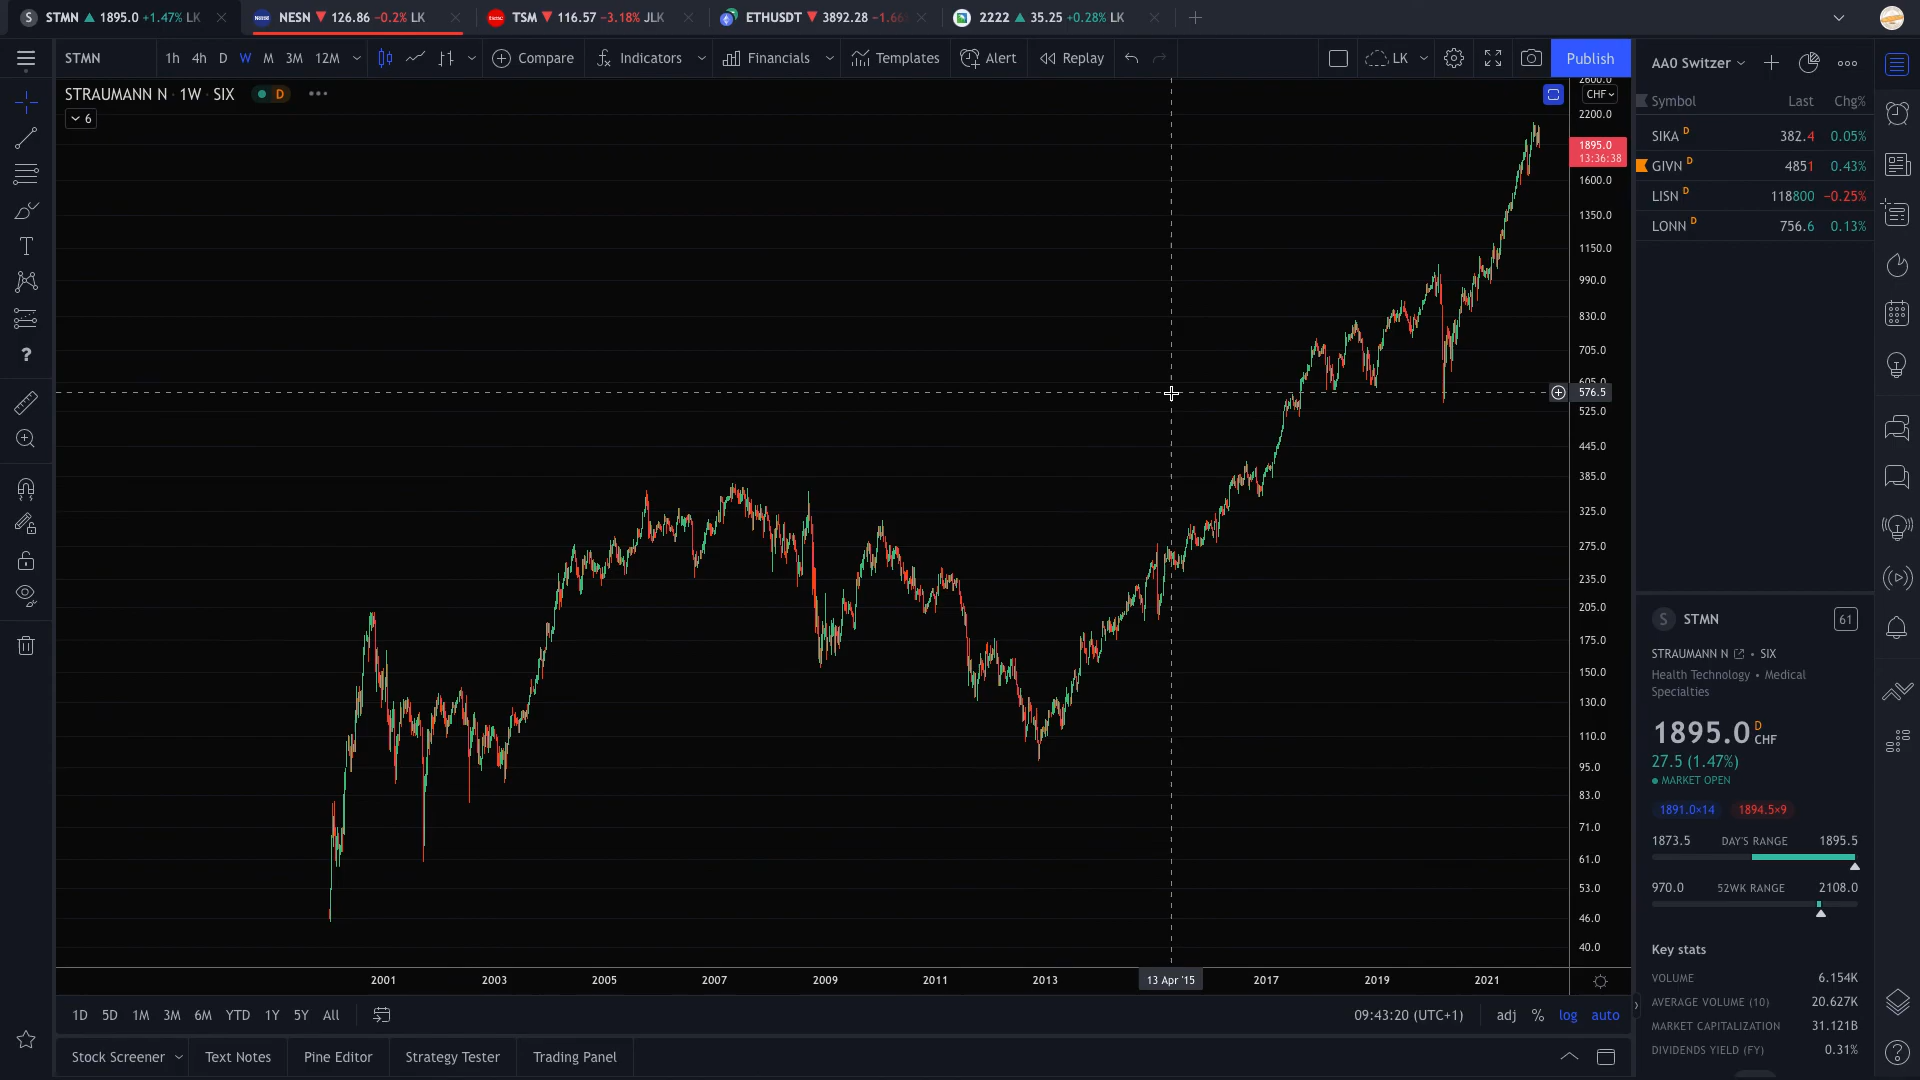 S STMN ▲ 1895.0 +1.47% LK
NESN ▼ 126.86 −0.2% LK
TSM ▼ 116.57 −3.18% JLK
ETHUSDT ▼ 3892.28
2222 ▲ 35.25 +0.28% LK
STMN 1h 4h D W M 3M 12M Compare Indicators Financials Templates Alert Replay LK Publish
STRAUMANN N · 1W · SIX D
6
CHF
2600.0
2200.0
1895.0
13:36:38
1600.0
1350.0
1150.0
990.0
830.0
705.0
605.0
576.5
525.0
445.0
385.0
325.0
275.0
235.0
205.0
175.0
150.0
130.0
110.0
95.0
83.0
71.0
61.0
53.0
46.0
40.0
2001 2003 2005 2007 2009 2011 2013 13 Apr '15 2017 2019 2021
1D 5D 1M 3M 6M YTD 1Y 5Y All 09:43:20 (UTC+1) adj % log auto
Stock Screener Text Notes Pine Editor Strategy Tester Trading Panel
AA0 Switzer
Symbol Last Chg%
SIKA D 382.4 0.05%
GIVN D 4851 0.43%
LISN D 118800 −0.25%
LONN D 756.6 0.13%
S STMN 61
STRAUMANN N • SIX
Health Technology • Medical
Specialties
1895.0 D CHF
27.5 (1.47%)
MARKET OPEN
1891.0×14 1894.5×9
1873.5 DAY'S RANGE 1895.5
970.0 52WK RANGE 2108.0
Key stats
VOLUME 6.154K
AVERAGE VOLUME (10) 20.627K
MARKET CAPITALIZATION 31.121B
DIVIDENDS YIELD (FY) 0.31%